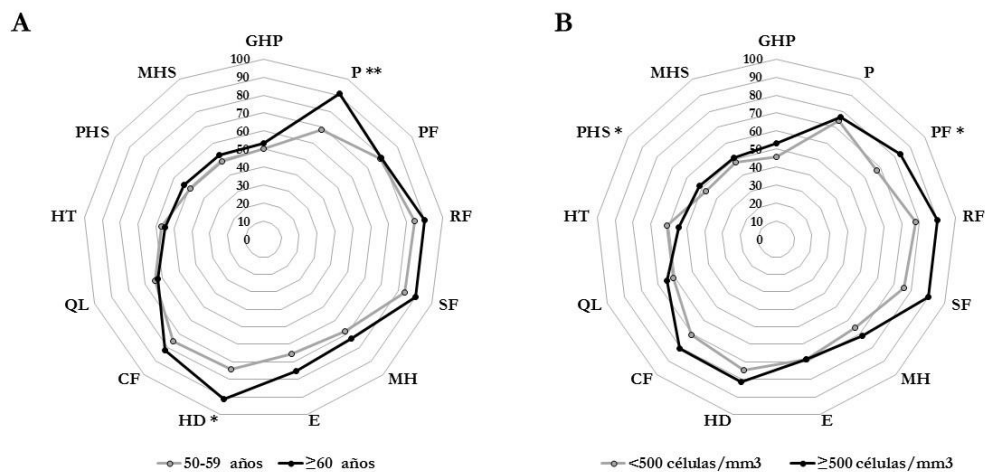 A
GHP
P **
PF
RF
SF
MH
E
HD *
CF
QL
HT
PHS
MHS
100
90
80
70
60
50
40
30
20
10
0
50-59 años
≥60 años
B
GHP
P
PF *
RF
SF
MH
E
HD
CF
QL
HT
PHS *
MHS
100
90
80
70
60
50
40
30
20
10
0
<500 células/mm3
≥500 células/mm3